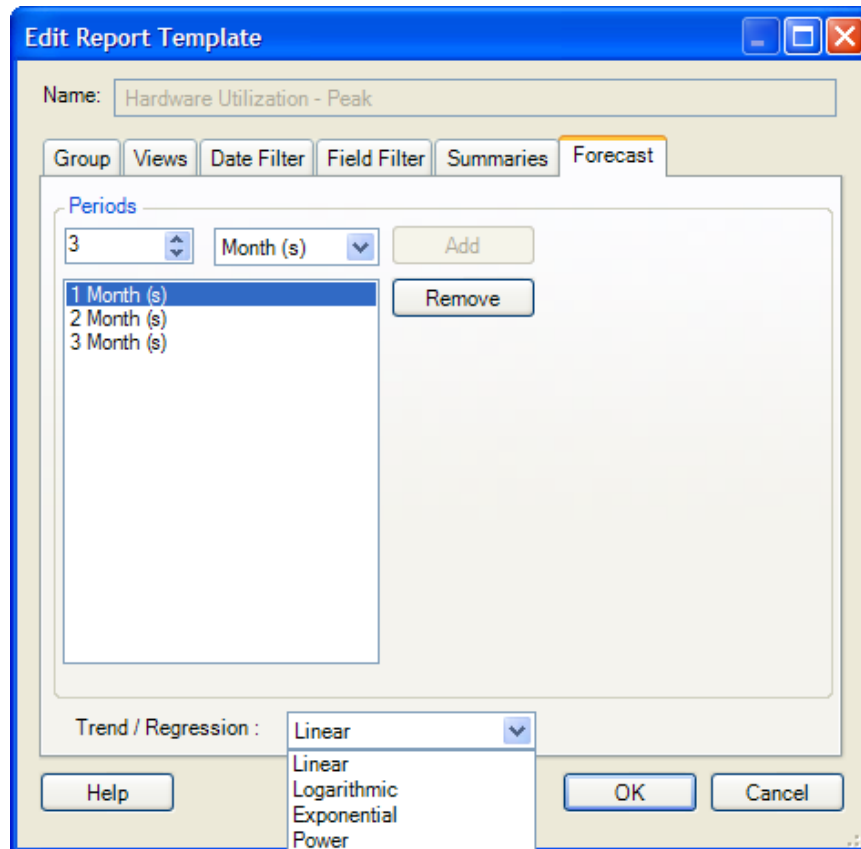 Edit Report Template
Name: Hardware Utilization - Peak
Group Views Date Filter Field Filter Summaries Forecast
Periods
3 Month (s) Add
1 Month (s) Remove
2 Month (s)
3 Month (s)
Trend / Regression : Linear
Linear
Logarithmic
Exponential
Power
Help OK Cancel